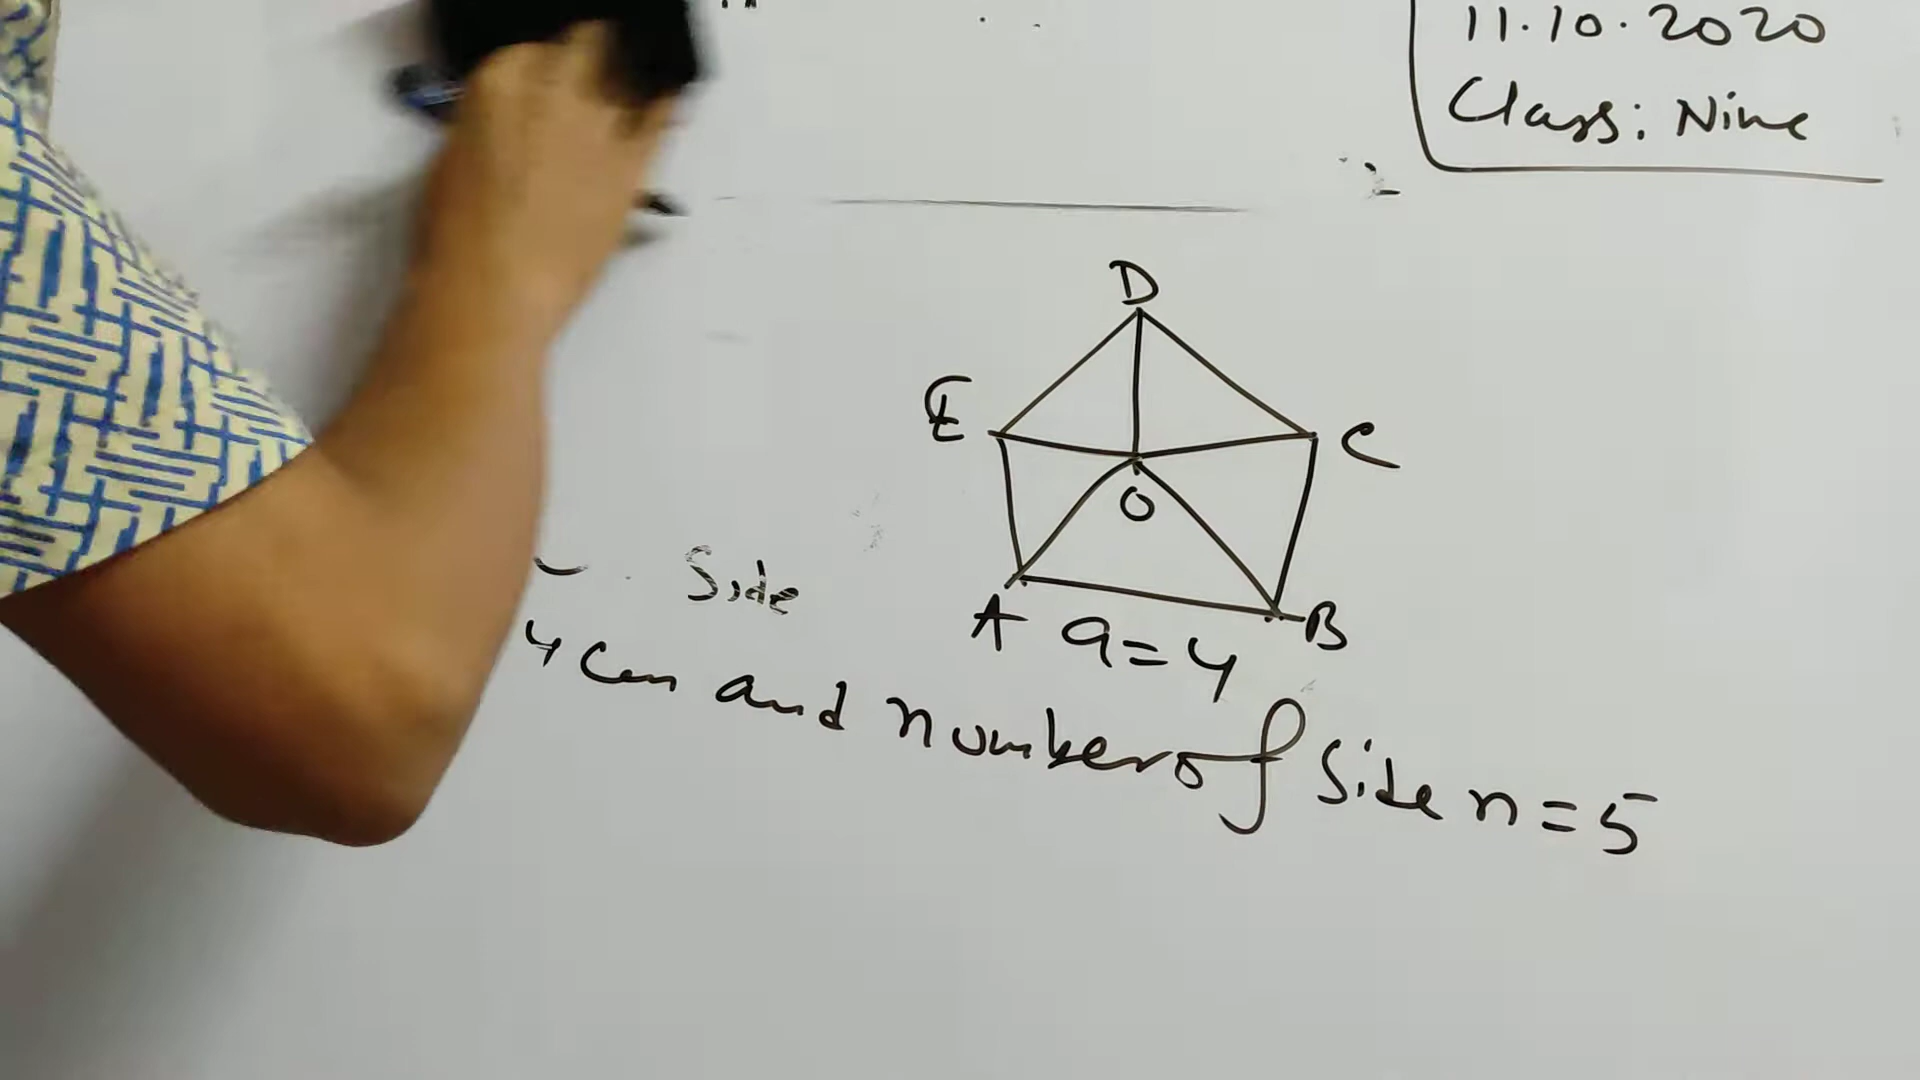 11.10.2020
Class: Nine
D
E
C
O
A
B
a=4
Side
4 cm and number of side n=5